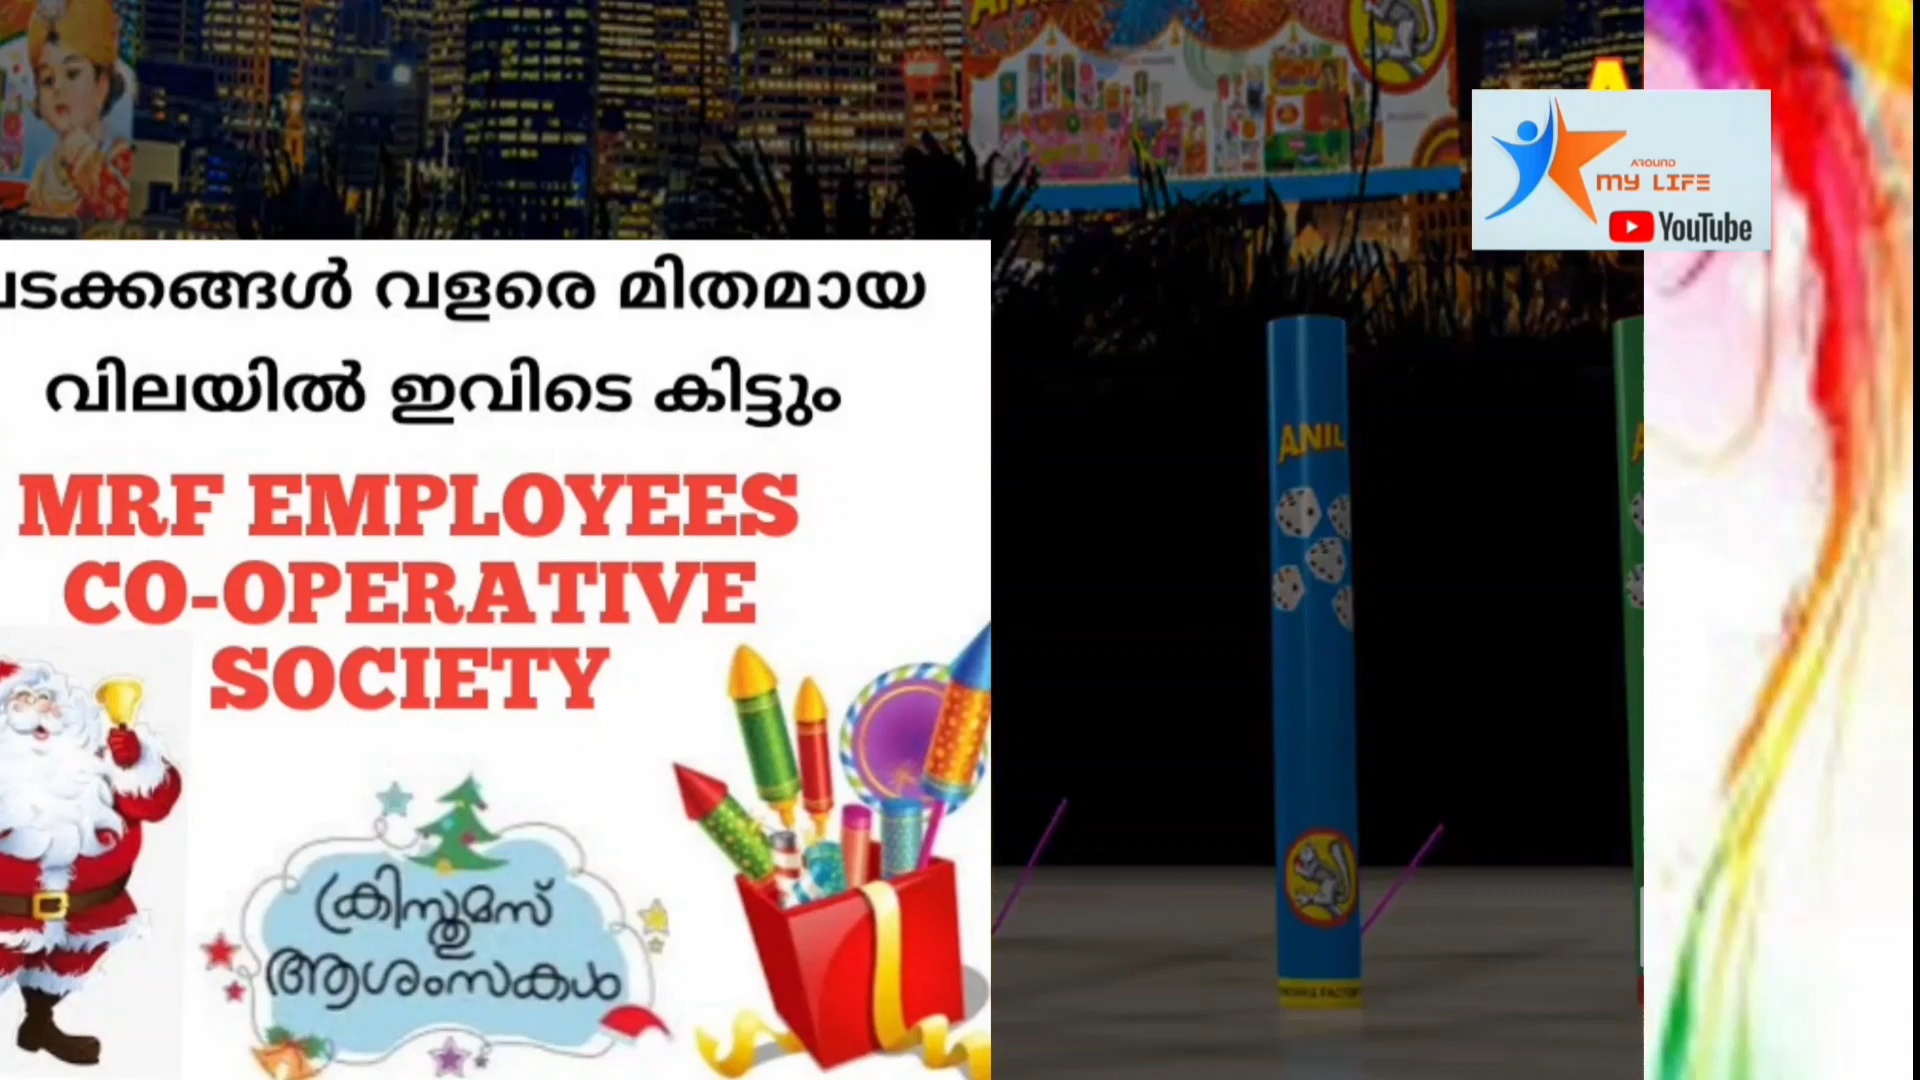 പടക്കങ്ങൾ വളരെ മിതമായ
വിലയിൽ ഇവിടെ കിട്ടും
MRF EMPLOYEES
CO-OPERATIVE
SOCIETY
ക്രിസ്തുമസ്
ആശംസകൾ
AROUND
MY LIFE
YouTube
ANIL